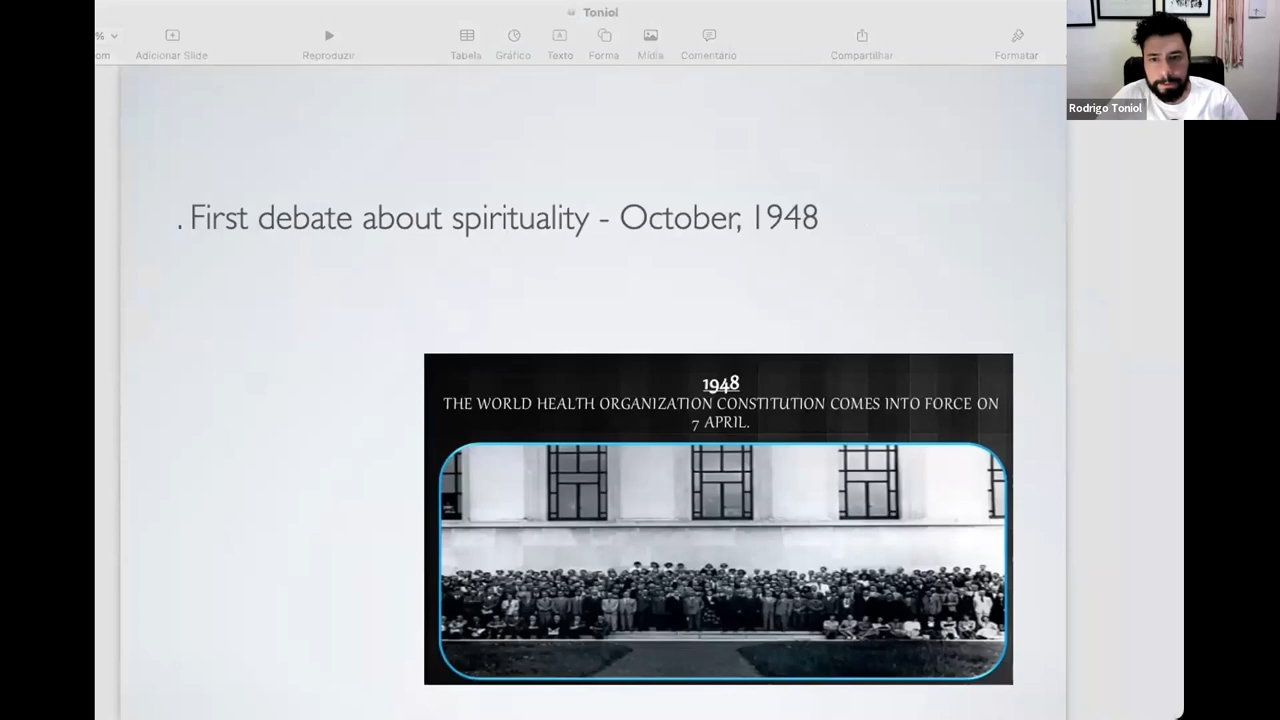 Toniol
%
om
Adicionar Slide
Reproduzir
Tabela
Gráfico
Texto
Forma
Mídia
Comentário
Compartilhar
Formatar
Rodrigo Toniol
. First debate about spirituality - October, 1948
1948
THE WORLD HEALTH ORGANIZATION CONSTITUTION COMES INTO FORCE ON
7 APRIL.